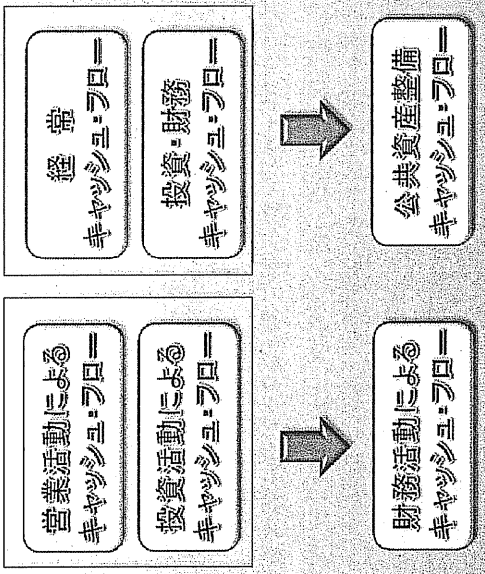 営業活動による
キャッシュ・フロー
投資活動による
キャッシュ・フロー
財務活動による
キャッシュ・フロー
経常
キャッシュ・フロー
投資・財務
キャッシュ・フロー
公共資産整備
キャッシュ・フロー